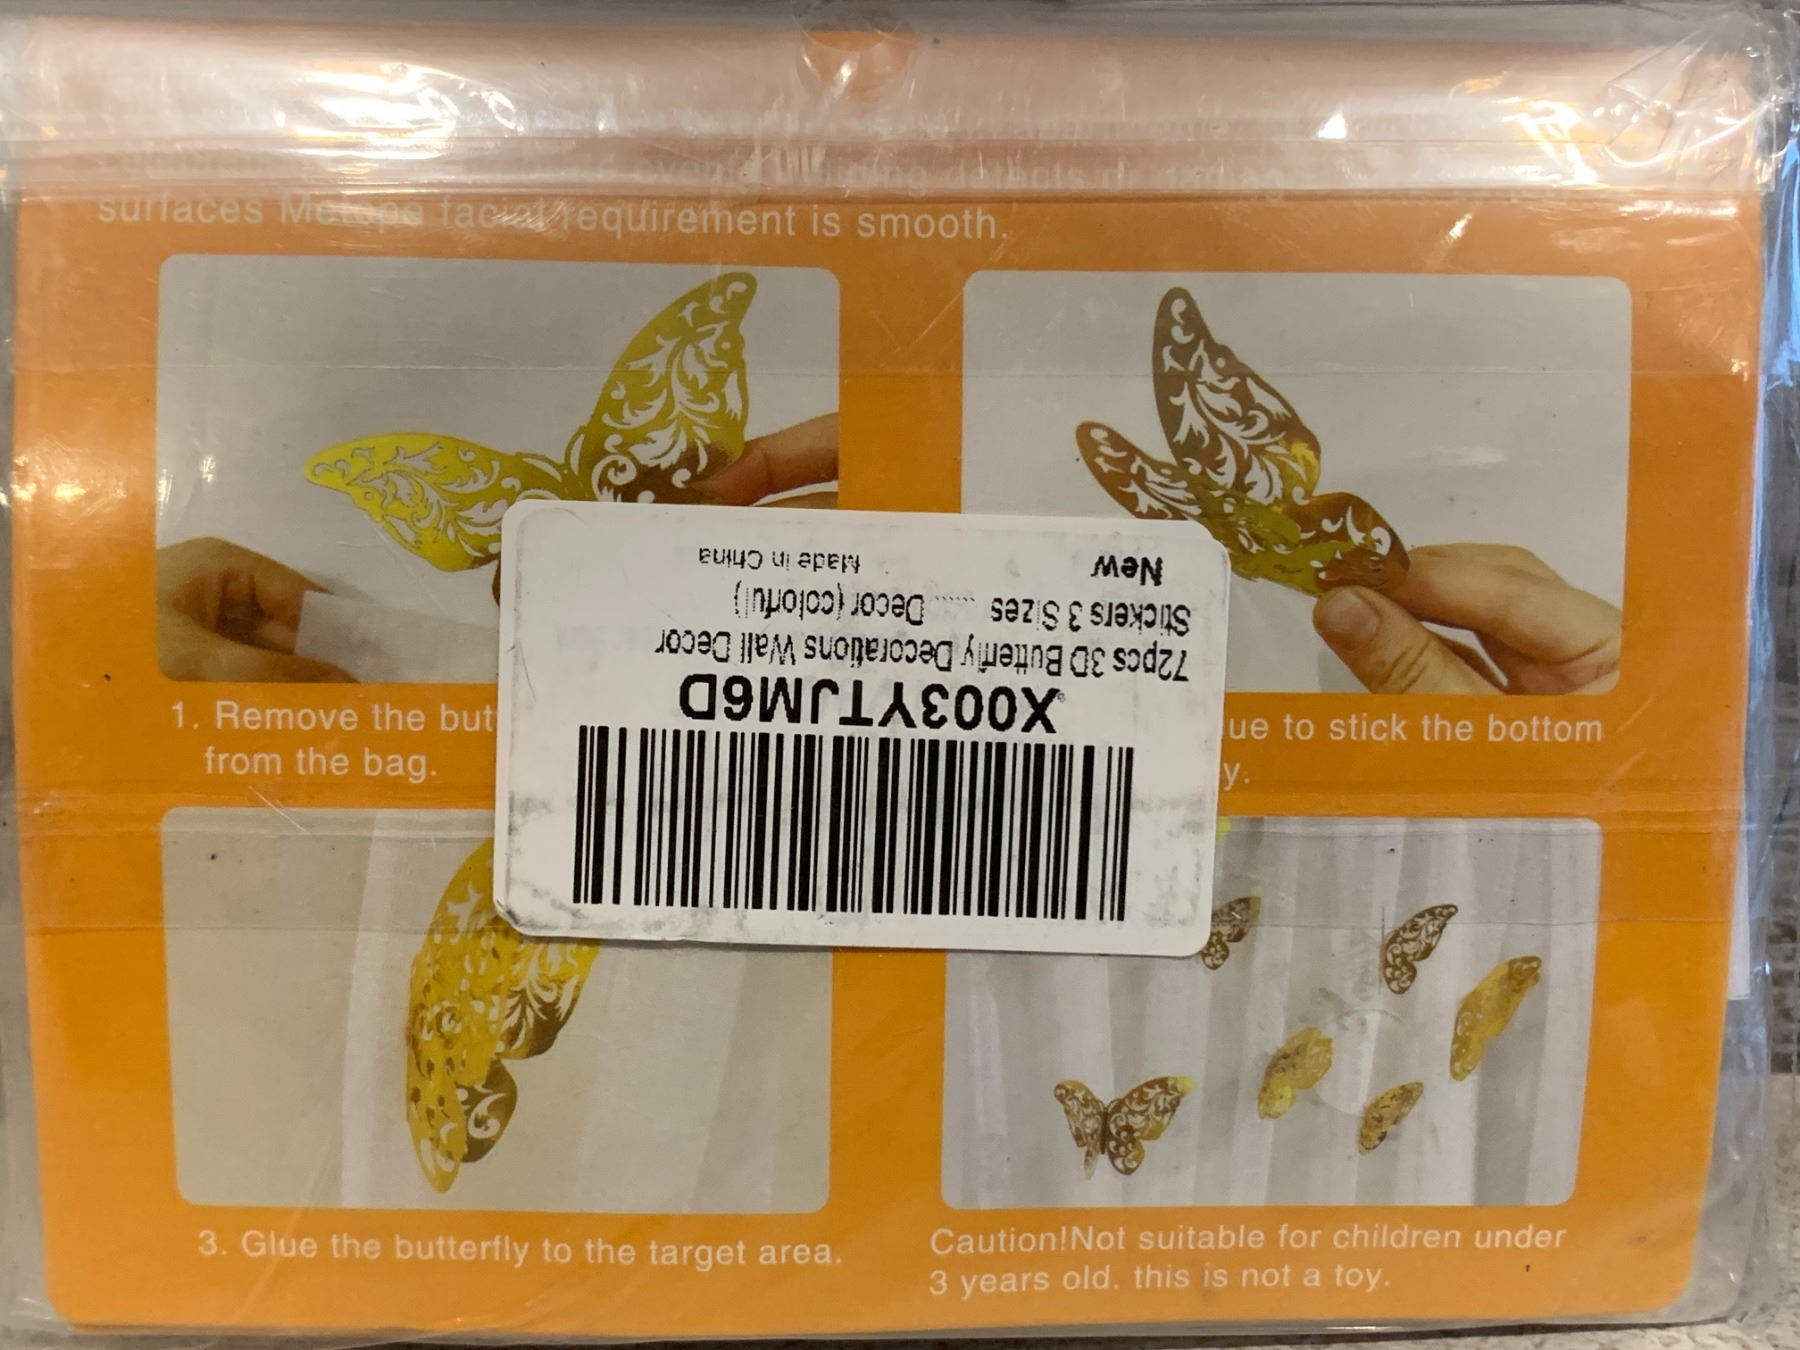 defects or
surfaces Metope facial requirement is smooth.
1. Remove the but
from the bag.
ue to stick the bottom
y.
X003YTJM6D
72pcs 3D Butterfly Decorations Wall Decor
Stickers 3 Sizes ...... Decor (colorful)
New
Made in China
3. Glue the butterfly to the target area.
Caution!Not suitable for children under
3 years old. this is not a toy.